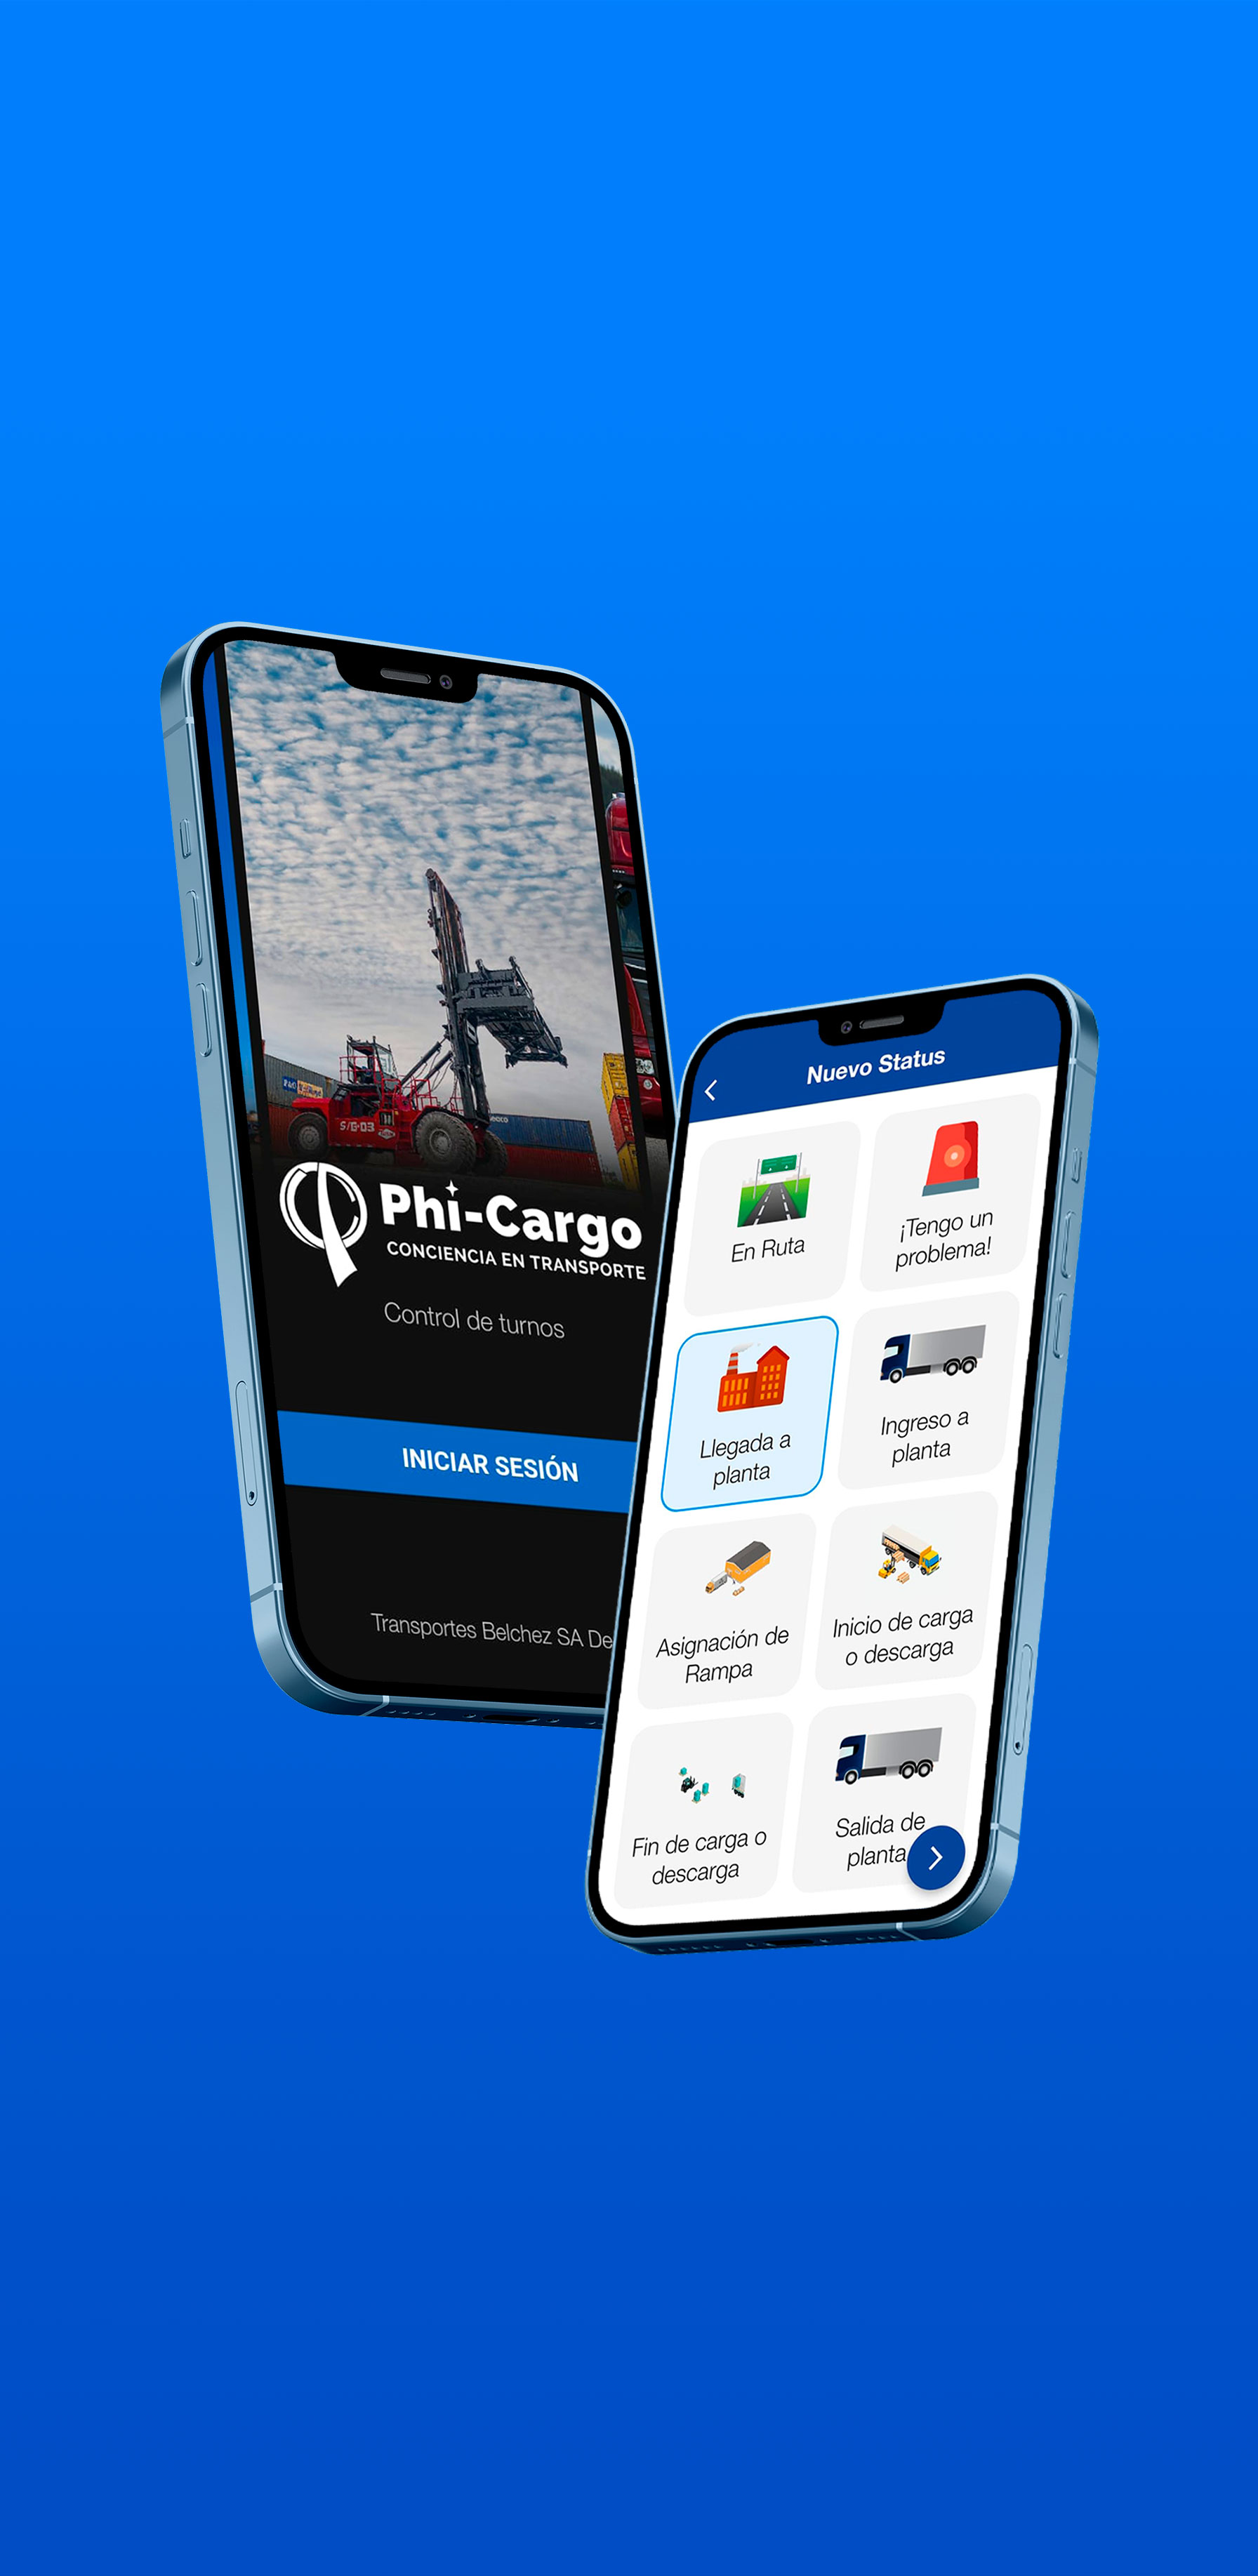 Phi-Cargo
CONCIENCIA EN TRANSPORTE
Control de turnos
INICIAR SESIÓN
Transportes Belchez SA De
S/G-03
Nuevo Status
En Ruta
¡Tengo un
problema!
Llegada a
planta
Ingreso a
planta
Asignación de
Rampa
Inicio de carga
o descarga
Fin de carga o
descarga
Salida de
planta